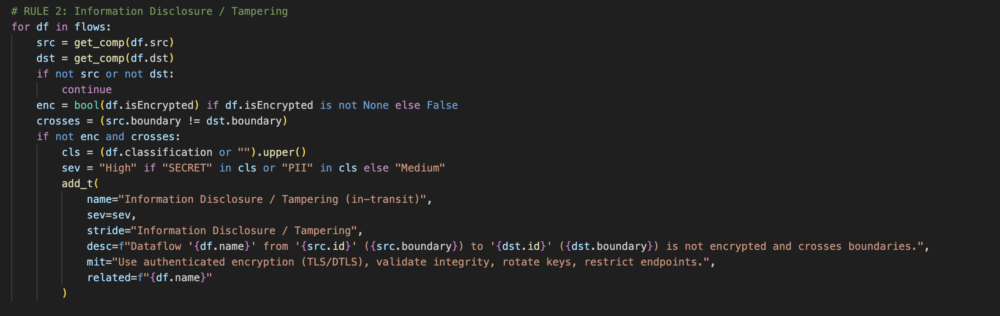 # RULE 2: Information Disclosure / Tampering
for df in flows:
    src = get_comp(df.src)
    dst = get_comp(df.dst)
    if not src or not dst:
        continue
    enc = bool(df.isEncrypted) if df.isEncrypted is not None else False
    crosses = (src.boundary != dst.boundary)
    if not enc and crosses:
        cls = (df.classification or "").upper()
        sev = "High" if "SECRET" in cls or "PII" in cls else "Medium"
        add_t(
            name="Information Disclosure / Tampering (in-transit)",
            sev=sev,
            stride="Information Disclosure / Tampering",
            desc=f"Dataflow '{df.name}' from '{src.id}' ({src.boundary}) to '{dst.id}' ({dst.boundary}) is not encrypted and crosses boundaries.",
            mit="Use authenticated encryption (TLS/DTLS), validate integrity, rotate keys, restrict endpoints.",
            related=f"{df.name}"
        )